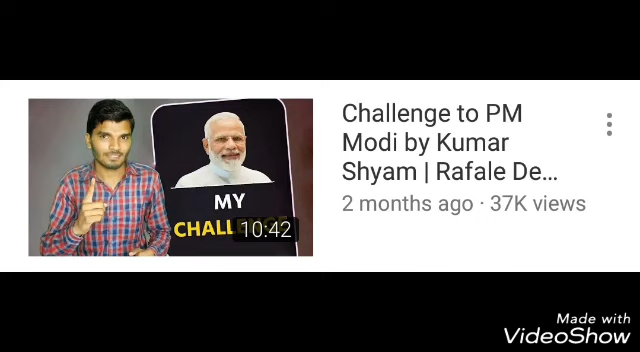 MY
CHALLENGE
10:42
Challenge to PM
Modi by Kumar
Shyam | Rafale De...
2 months ago · 37K views
Made with
VideoShow